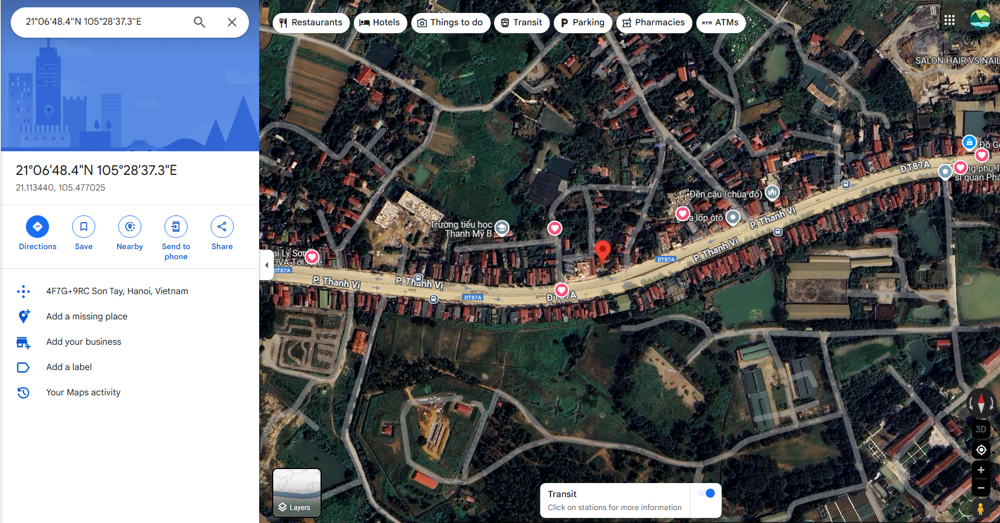 21°06'48.4"N 105°28'37.3"E
Restaurants
Hotels
Things to do
Transit
Parking
Pharmacies
ATM
ATMs
21°06'48.4"N 105°28'37.3"E
21.113440, 105.477025
Directions
Save
Nearby
Send to
phone
Share
4F7G+9RC Son Tay, Hanoi, Vietnam
Add a missing place
Add your business
Add a label
Your Maps activity
SALON HAIR VS NAIL
Đồ G
ng phụ T
sĩ quan Phá
ĐT87A
Đền cậu (chùa đỏ)
lốp ôtô
P. Thanh Vị
Trường tiểu học
Thanh Mỹ B
ai Lý Sơn
OVA Tới Huệ
DT87A
P. Thanh Vị
DT87A
P. Thanh Vị
P. Thanh Vị
DT87A
ĐT87A
3D
Layers
Transit
Click on stations for more information